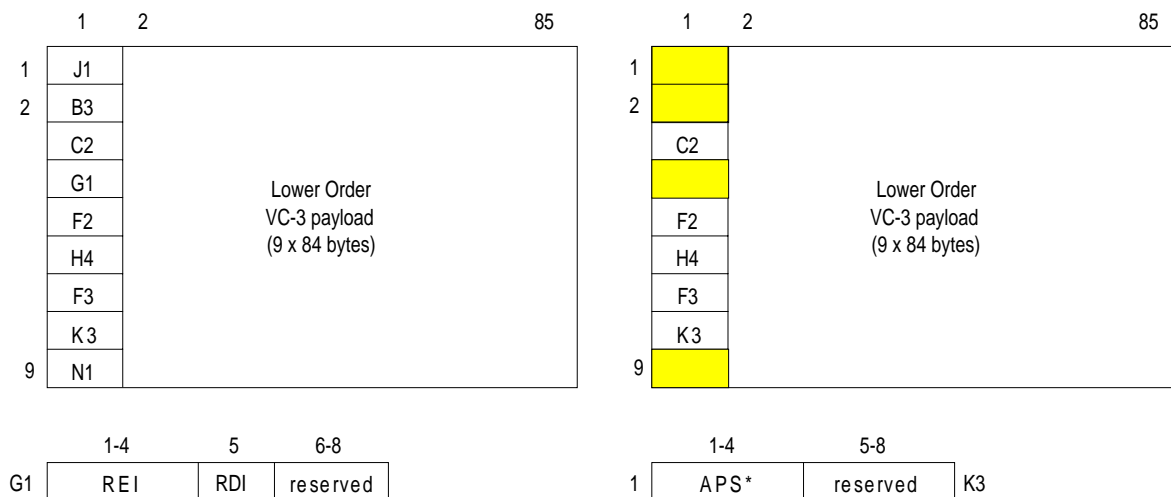 1 2 85
1 J1
2 B3
C2
G1
F2
H4
F3
K3
9 N1
Lower Order
VC-3 payload
(9 x 84 bytes)
1 2 85
1
2
C2
F2
H4
F3
K3
9
Lower Order
VC-3 payload
(9 x 84 bytes)
1-4 5 6-8
G1 REI RDI reserved
1-4 5-8
1 APS* reserved K3